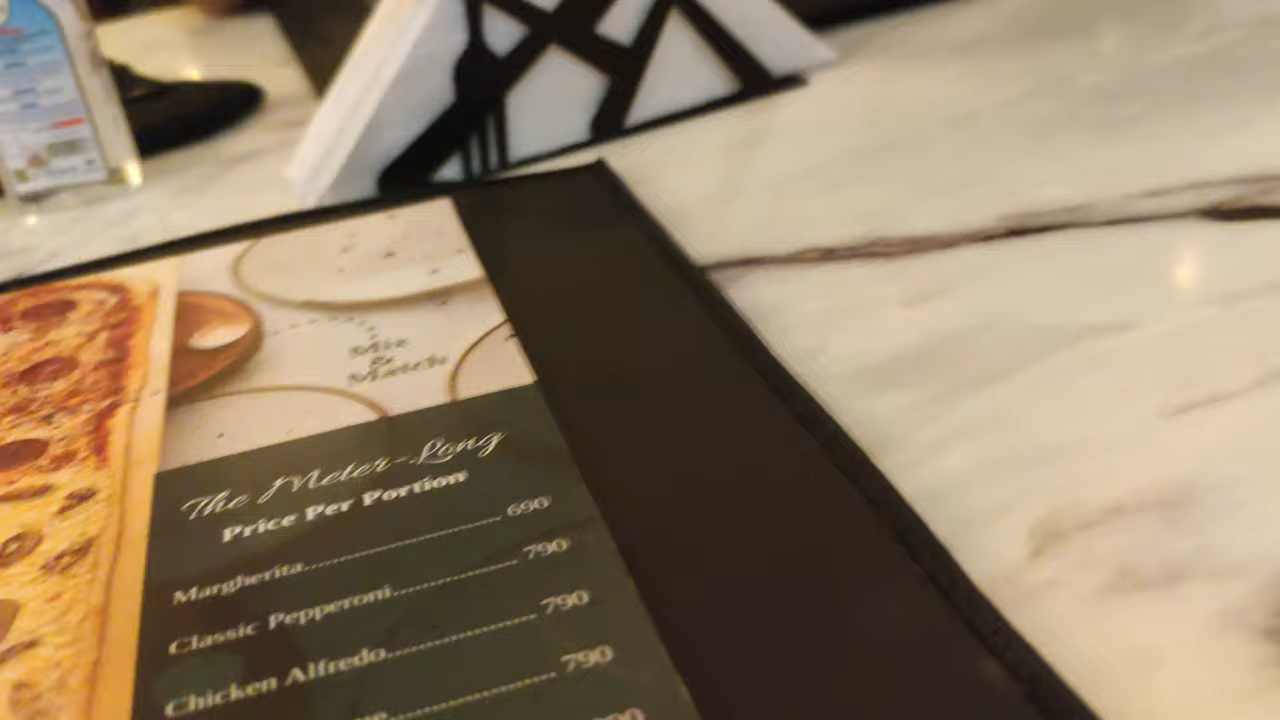 Mix
&
Match
The Meter-Long
Price Per Portion
Margherita.................................. 690
Classic Pepperoni..................... 790
Chicken Alfredo......................... 790
790